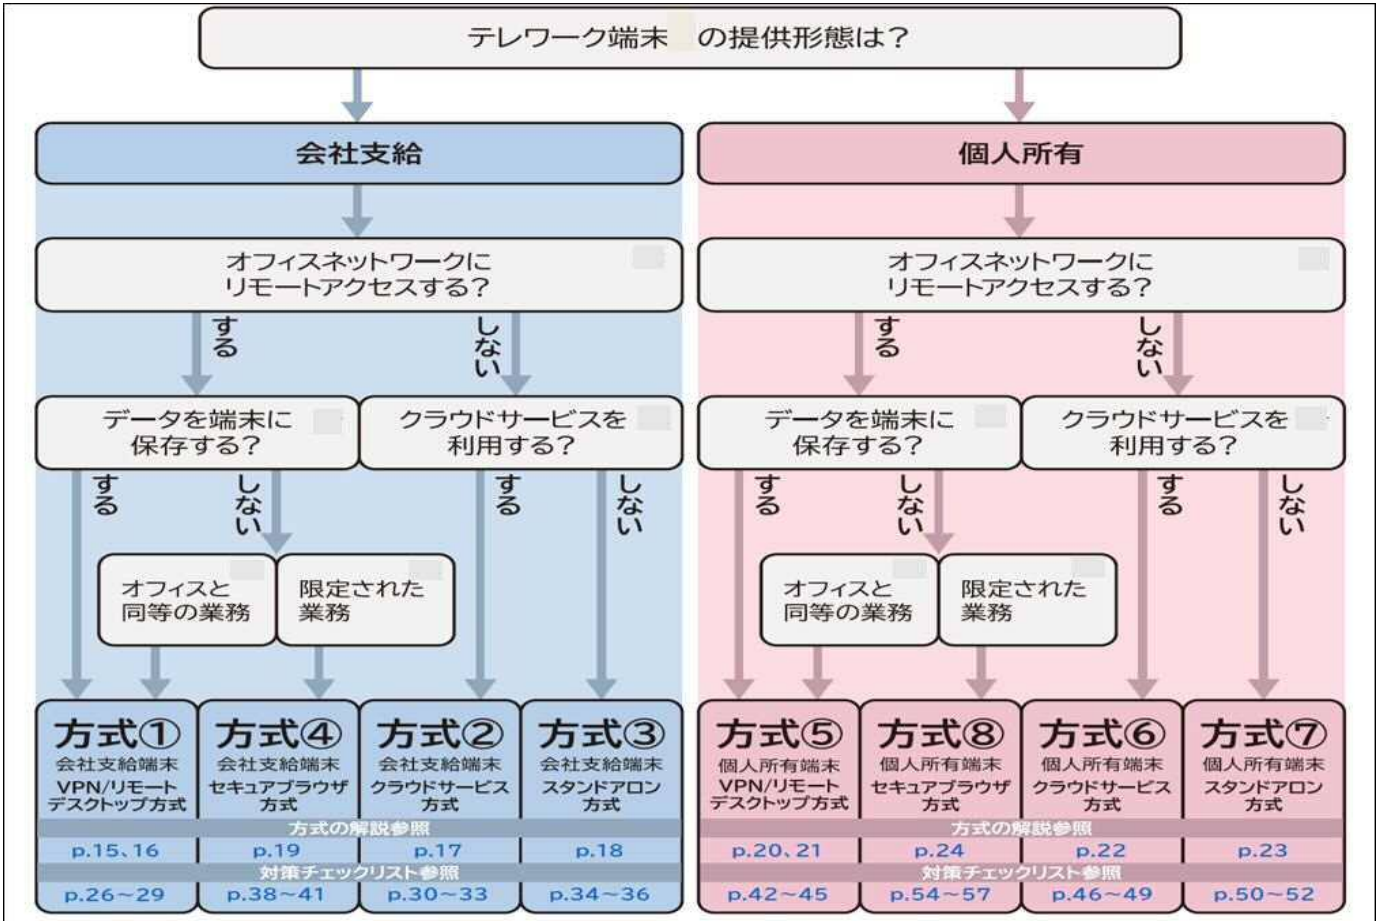 テレワーク端末 の提供形態は?
会社支給
個人所有
オフィスネットワークに
リモートアクセスする?
オフィスネットワークに
リモートアクセスする?
する
しない
する
しない
データを端末に
保存する?
クラウドサービスを
利用する?
データを端末に
保存する?
クラウドサービスを
利用する?
する
しない
する
しない
する
しない
する
しない
オフィスと
同等の業務
限定された
業務
オフィスと
同等の業務
限定された
業務
方式①
会社支給端末
VPN/リモート
デスクトップ方式
方式④
会社支給端末
セキュアブラウザ
方式
方式②
会社支給端末
クラウドサービス
方式
方式③
会社支給端末
スタンドアロン
方式
方式⑤
個人所有端末
VPN/リモート
デスクトップ方式
方式⑧
個人所有端末
セキュアブラウザ
方式
方式⑥
個人所有端末
クラウドサービス
方式
方式⑦
個人所有端末
スタンドアロン
方式
方式の解説参照
方式の解説参照
p.15、16
p.19
p.17
p.18
p.20、21
p.24
p.22
p.23
対策チェックリスト参照
対策チェックリスト参照
p.26~29
p.38~41
p.30~33
p.34~36
p.42~45
p.54~57
p.46~49
p.50~52